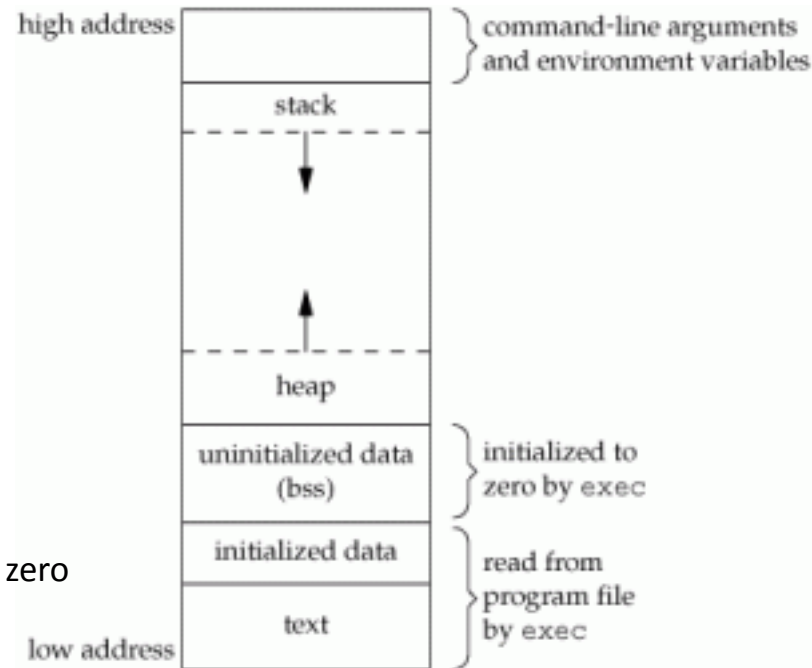 high address
command-line arguments
and environment variables
stack
heap
uninitialized data
(bss)
initialized to
zero by exec
initialized data
zero
read from
program file
by exec
text
low address